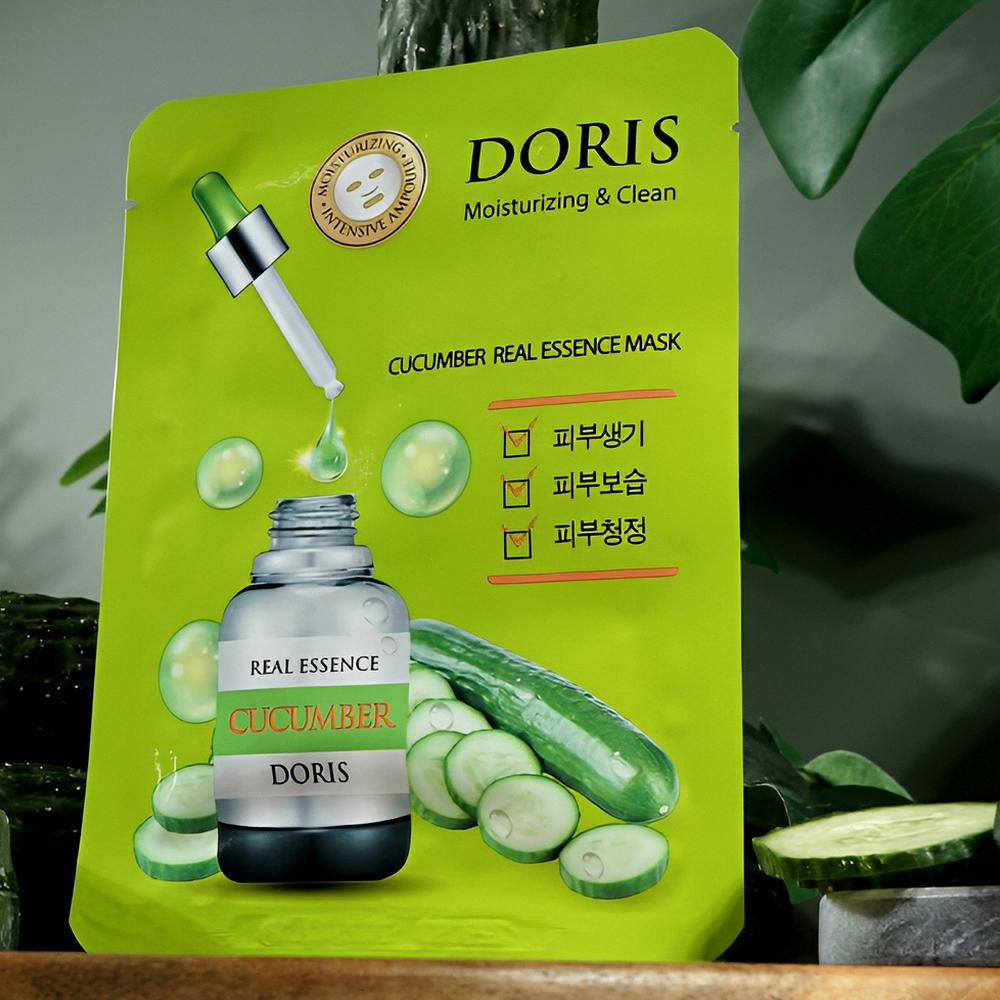 MOISTURIZING
INTENSIVE AMPOULE
DORIS
Moisturizing & Clean
CUCUMBER REAL ESSENCE MASK
피부생기
피부보습
피부청정
REAL ESSENCE
CUCUMBER
DORIS